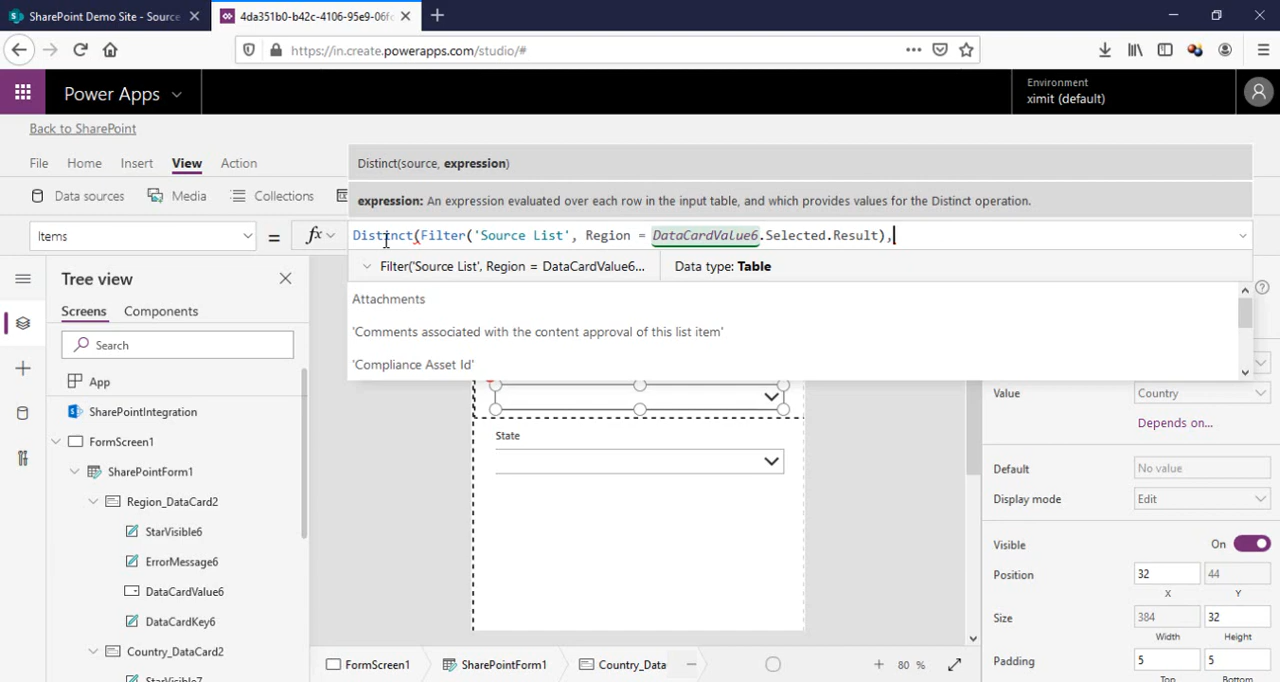 SharePoint Demo Site - Source
4da351b0-b42c-4106-95e9-06fc
https://in.create.powerapps.com/studio/#
Power Apps
Environment
ximit (default)
Back to SharePoint
File Home Insert View Action
Data sources Media Collections
Distinct(source, expression)
expression: An expression evaluated over each row in the input table, and which provides values for the Distinct operation.
Items = fx Distinct(Filter('Source List', Region = DataCardValue6.Selected.Result),
Filter('Source List', Region = DataCardValue6... Data type: Table
Attachments
'Comments associated with the content approval of this list item'
'Compliance Asset Id'
Tree view
Screens Components
Search
App
SharePointIntegration
FormScreen1
SharePointForm1
Region_DataCard2
StarVisible6
ErrorMessage6
DataCardValue6
DataCardKey6
Country_DataCard2
StarVisible7
State
Value Country
Depends on...
Default No value
Display mode Edit
Visible On
Position 32 44
X Y
Size 384 32
Width Height
Padding 5 5
Top Bottom
FormScreen1 SharePointForm1 Country_Data
80 %